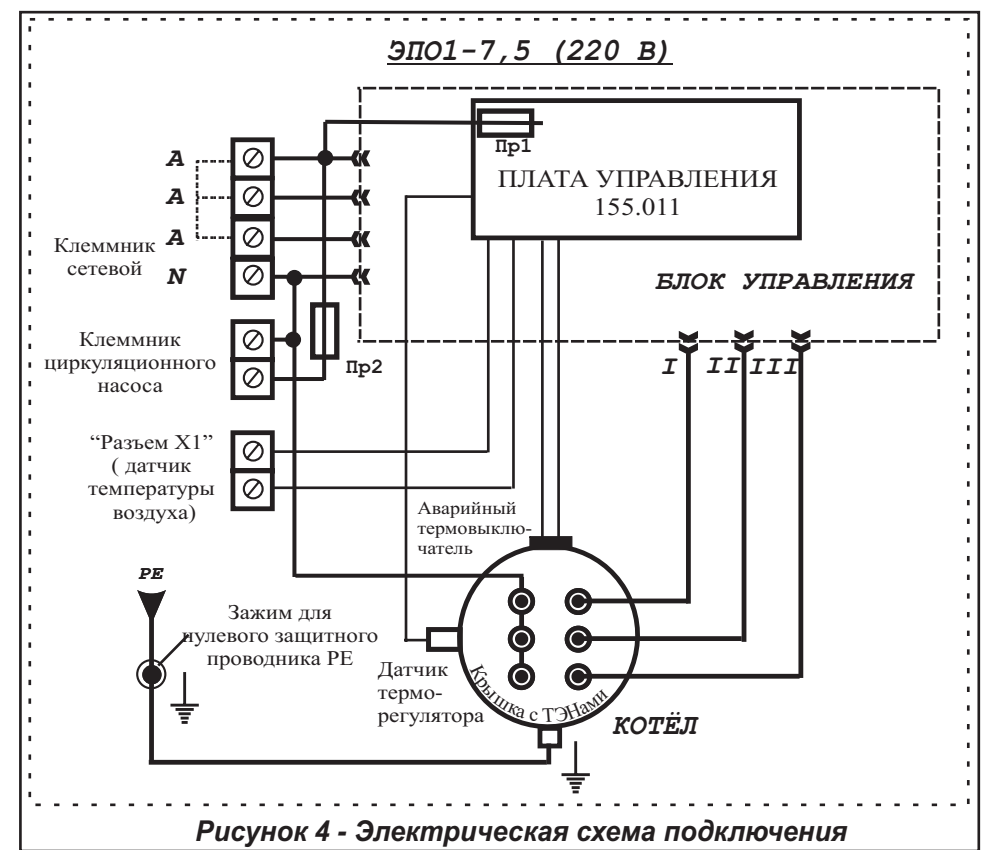 ЭПО1-7,5 (220 В)
Пр1
ПЛАТА УПРАВЛЕНИЯ
155.011
А
А
А
N
Клеммник
сетевой
БЛОК УПРАВЛЕНИЯ
Клеммник
циркуляционного
насоса
Пр2
I
II
III
“Разъем Х1”
( датчик
температуры
воздуха)
Аварийный
термовыклю-
чатель
PE
Зажим для
нулевого защитного
проводника РЕ
Датчик
термо-
регулятора
Крышка с ТЭНами
КОТЁЛ
Рисунок 4 - Электрическая схема подключения